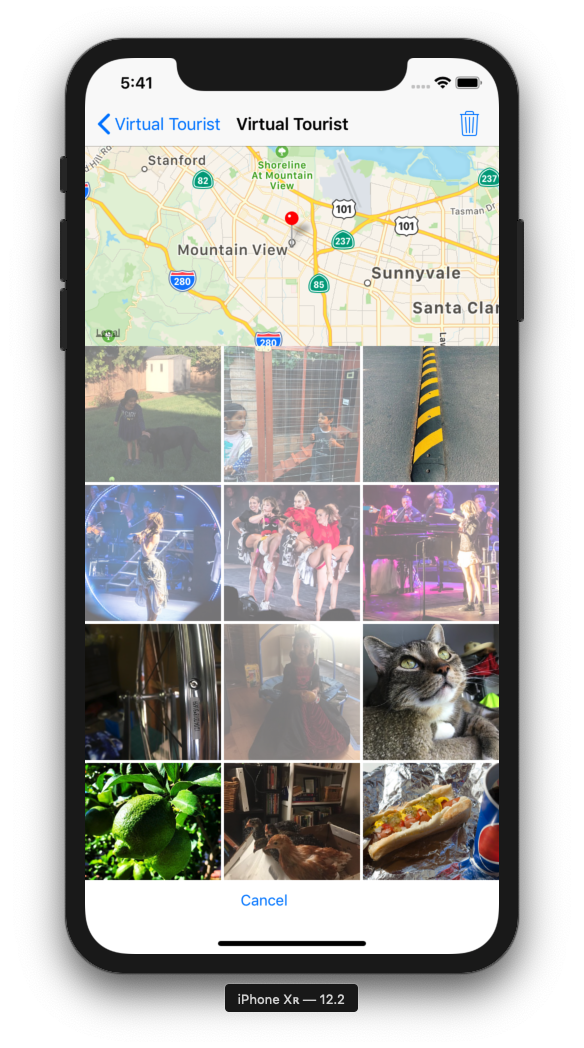 5:41
Virtual Tourist
Virtual Tourist
Stanford
82
Shoreline
At Mountain
View
237
101
Tasman Dr
101
237
Mountain View
280
Sunnyvale
85
Santa Clar
Legal
280
Cancel
iPhone Xʀ — 12.2